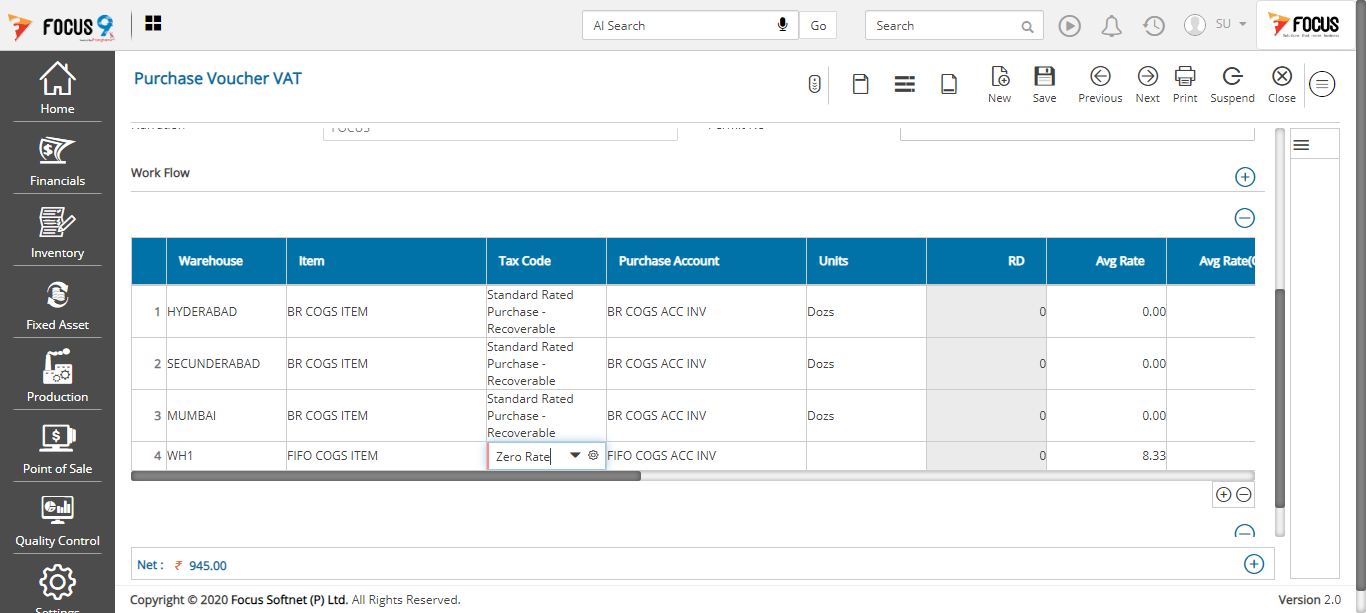 FOCUS 9
AI Search
Go
Search
SU
FOCUS
Home
Financials
Inventory
Fixed Asset
Production
Point of Sale
Quality Control
Settings
Purchase Voucher VAT
New
Save
Previous
Next
Print
Suspend
Close
Narration
FOCUS
Permit No
Work Flow
Warehouse Item Tax Code Purchase Account Units RD Avg Rate Avg Rate(
1 HYDERABAD BR COGS ITEM Standard Rated Purchase - Recoverable BR COGS ACC INV Dozs 0 0.00
2 SECUNDERABAD BR COGS ITEM Standard Rated Purchase - Recoverable BR COGS ACC INV Dozs 0 0.00
3 MUMBAI BR COGS ITEM Standard Rated Purchase - Recoverable BR COGS ACC INV Dozs 0 0.00
4 WH1 FIFO COGS ITEM Zero Rate FIFO COGS ACC INV 0 8.33
Net : ₹ 945.00
Copyright © 2020 Focus Softnet (P) Ltd. All Rights Reserved.
Version 2.0